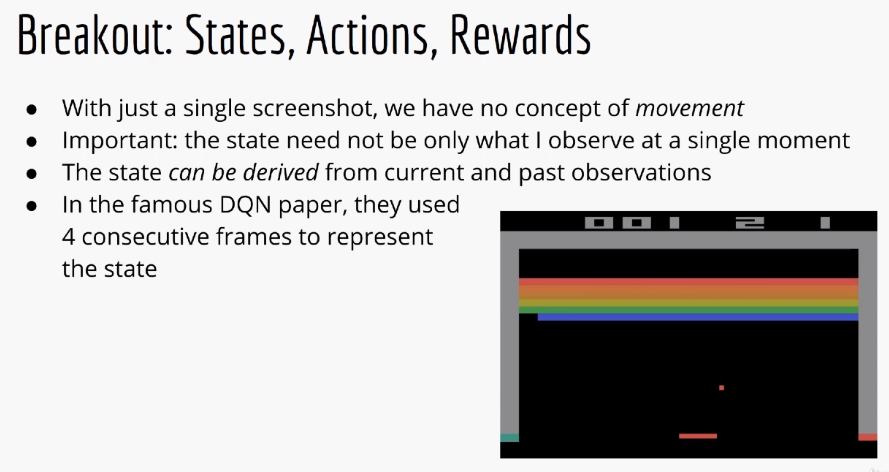 Breakout: States, Actions, Rewards
● With just a single screenshot, we have no concept of movement
● Important: the state need not be only what I observe at a single moment
● The state can be derived from current and past observations
● In the famous DQN paper, they used
4 consecutive frames to represent
the state
001 2 1